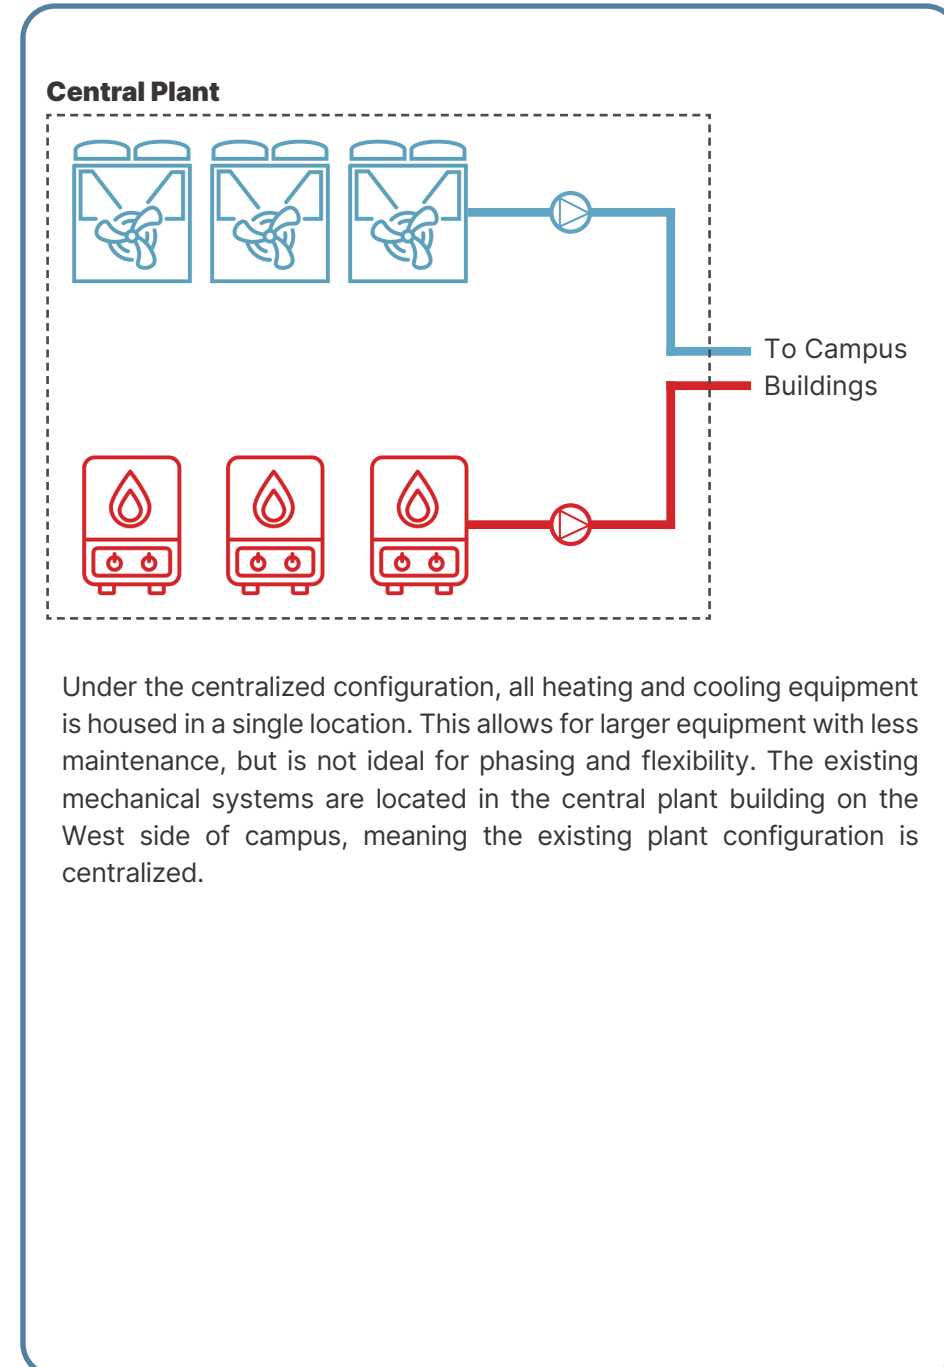 Central Plant
To Campus
Buildings
Under the centralized configuration, all heating and cooling equipment
is housed in a single location. This allows for larger equipment with less
maintenance, but is not ideal for phasing and flexibility. The existing
mechanical systems are located in the central plant building on the
West side of campus, meaning the existing plant configuration is
centralized.